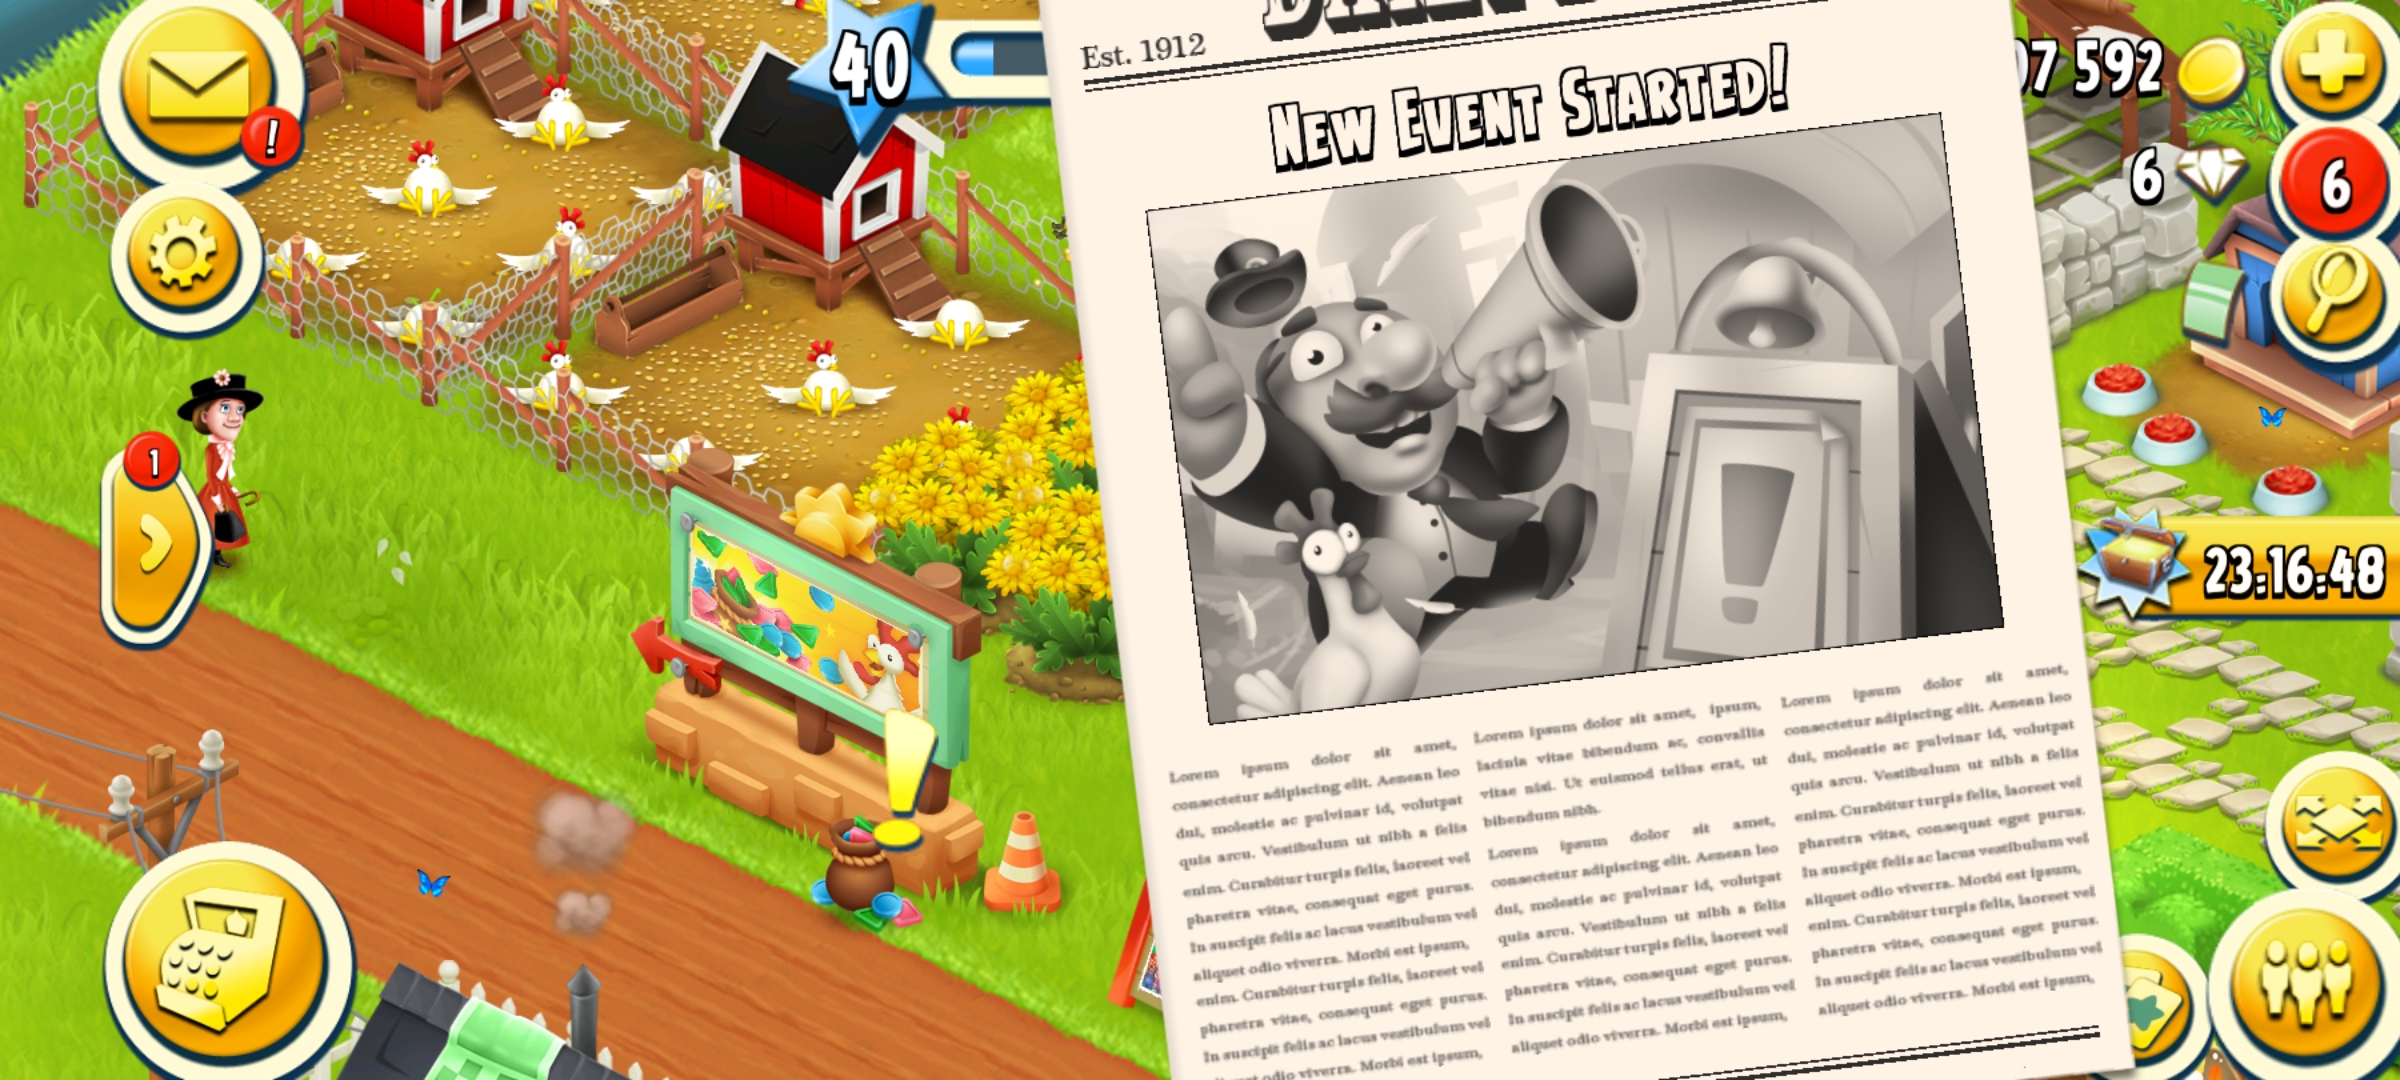 40
7 592
6
6
!
1
23:16:48
Est. 1912
NEW EVENT STARTED!
Lorem ipsum dolor sit amet,
consectetur adipiscing elit. Aenean leo
dui, molestie ac pulvinar id, volutpat
quis arcu. Vestibulum ut nibh a felis
enim. Curabitur turpis felis, laoreet vel
pharetra vitae, consequat eget purus.
In suscipit felis ac lacus vestibulum vel
aliquet odio viverra. Morbi est ipsum,
enim. Curabitur turpis felis, laoreet vel
pharetra vitae, consequat eget purus.
In suscipit felis ac lacus vestibulum vel
aliquet odio viverra. Morbi est ipsum,
Lorem ipsum dolor sit amet, ipsum,
lacinia vitae bibendum ac, convallis
vitae nisi. Ut euismod tellus erat, ut
bibendum nibh.
Lorem ipsum dolor sit amet,
consectetur adipiscing elit. Aenean leo
dui, molestie ac pulvinar id, volutpat
quis arcu. Vestibulum ut nibh a felis
enim. Curabitur turpis felis, laoreet vel
pharetra vitae, consequat eget purus.
In suscipit felis ac lacus vestibulum vel
aliquet odio viverra. Morbi est ipsum,
Lorem ipsum dolor sit amet,
consectetur adipiscing elit. Aenean leo
dui, molestie ac pulvinar id, volutpat
quis arcu. Vestibulum ut nibh a felis
enim. Curabitur turpis felis, laoreet vel
pharetra vitae, consequat eget purus.
In suscipit felis ac lacus vestibulum vel
aliquet odio viverra. Morbi est ipsum,
enim. Curabitur turpis felis, laoreet vel
pharetra vitae, consequat eget purus.
In suscipit felis ac lacus vestibulum vel
aliquet odio viverra. Morbi est ipsum,